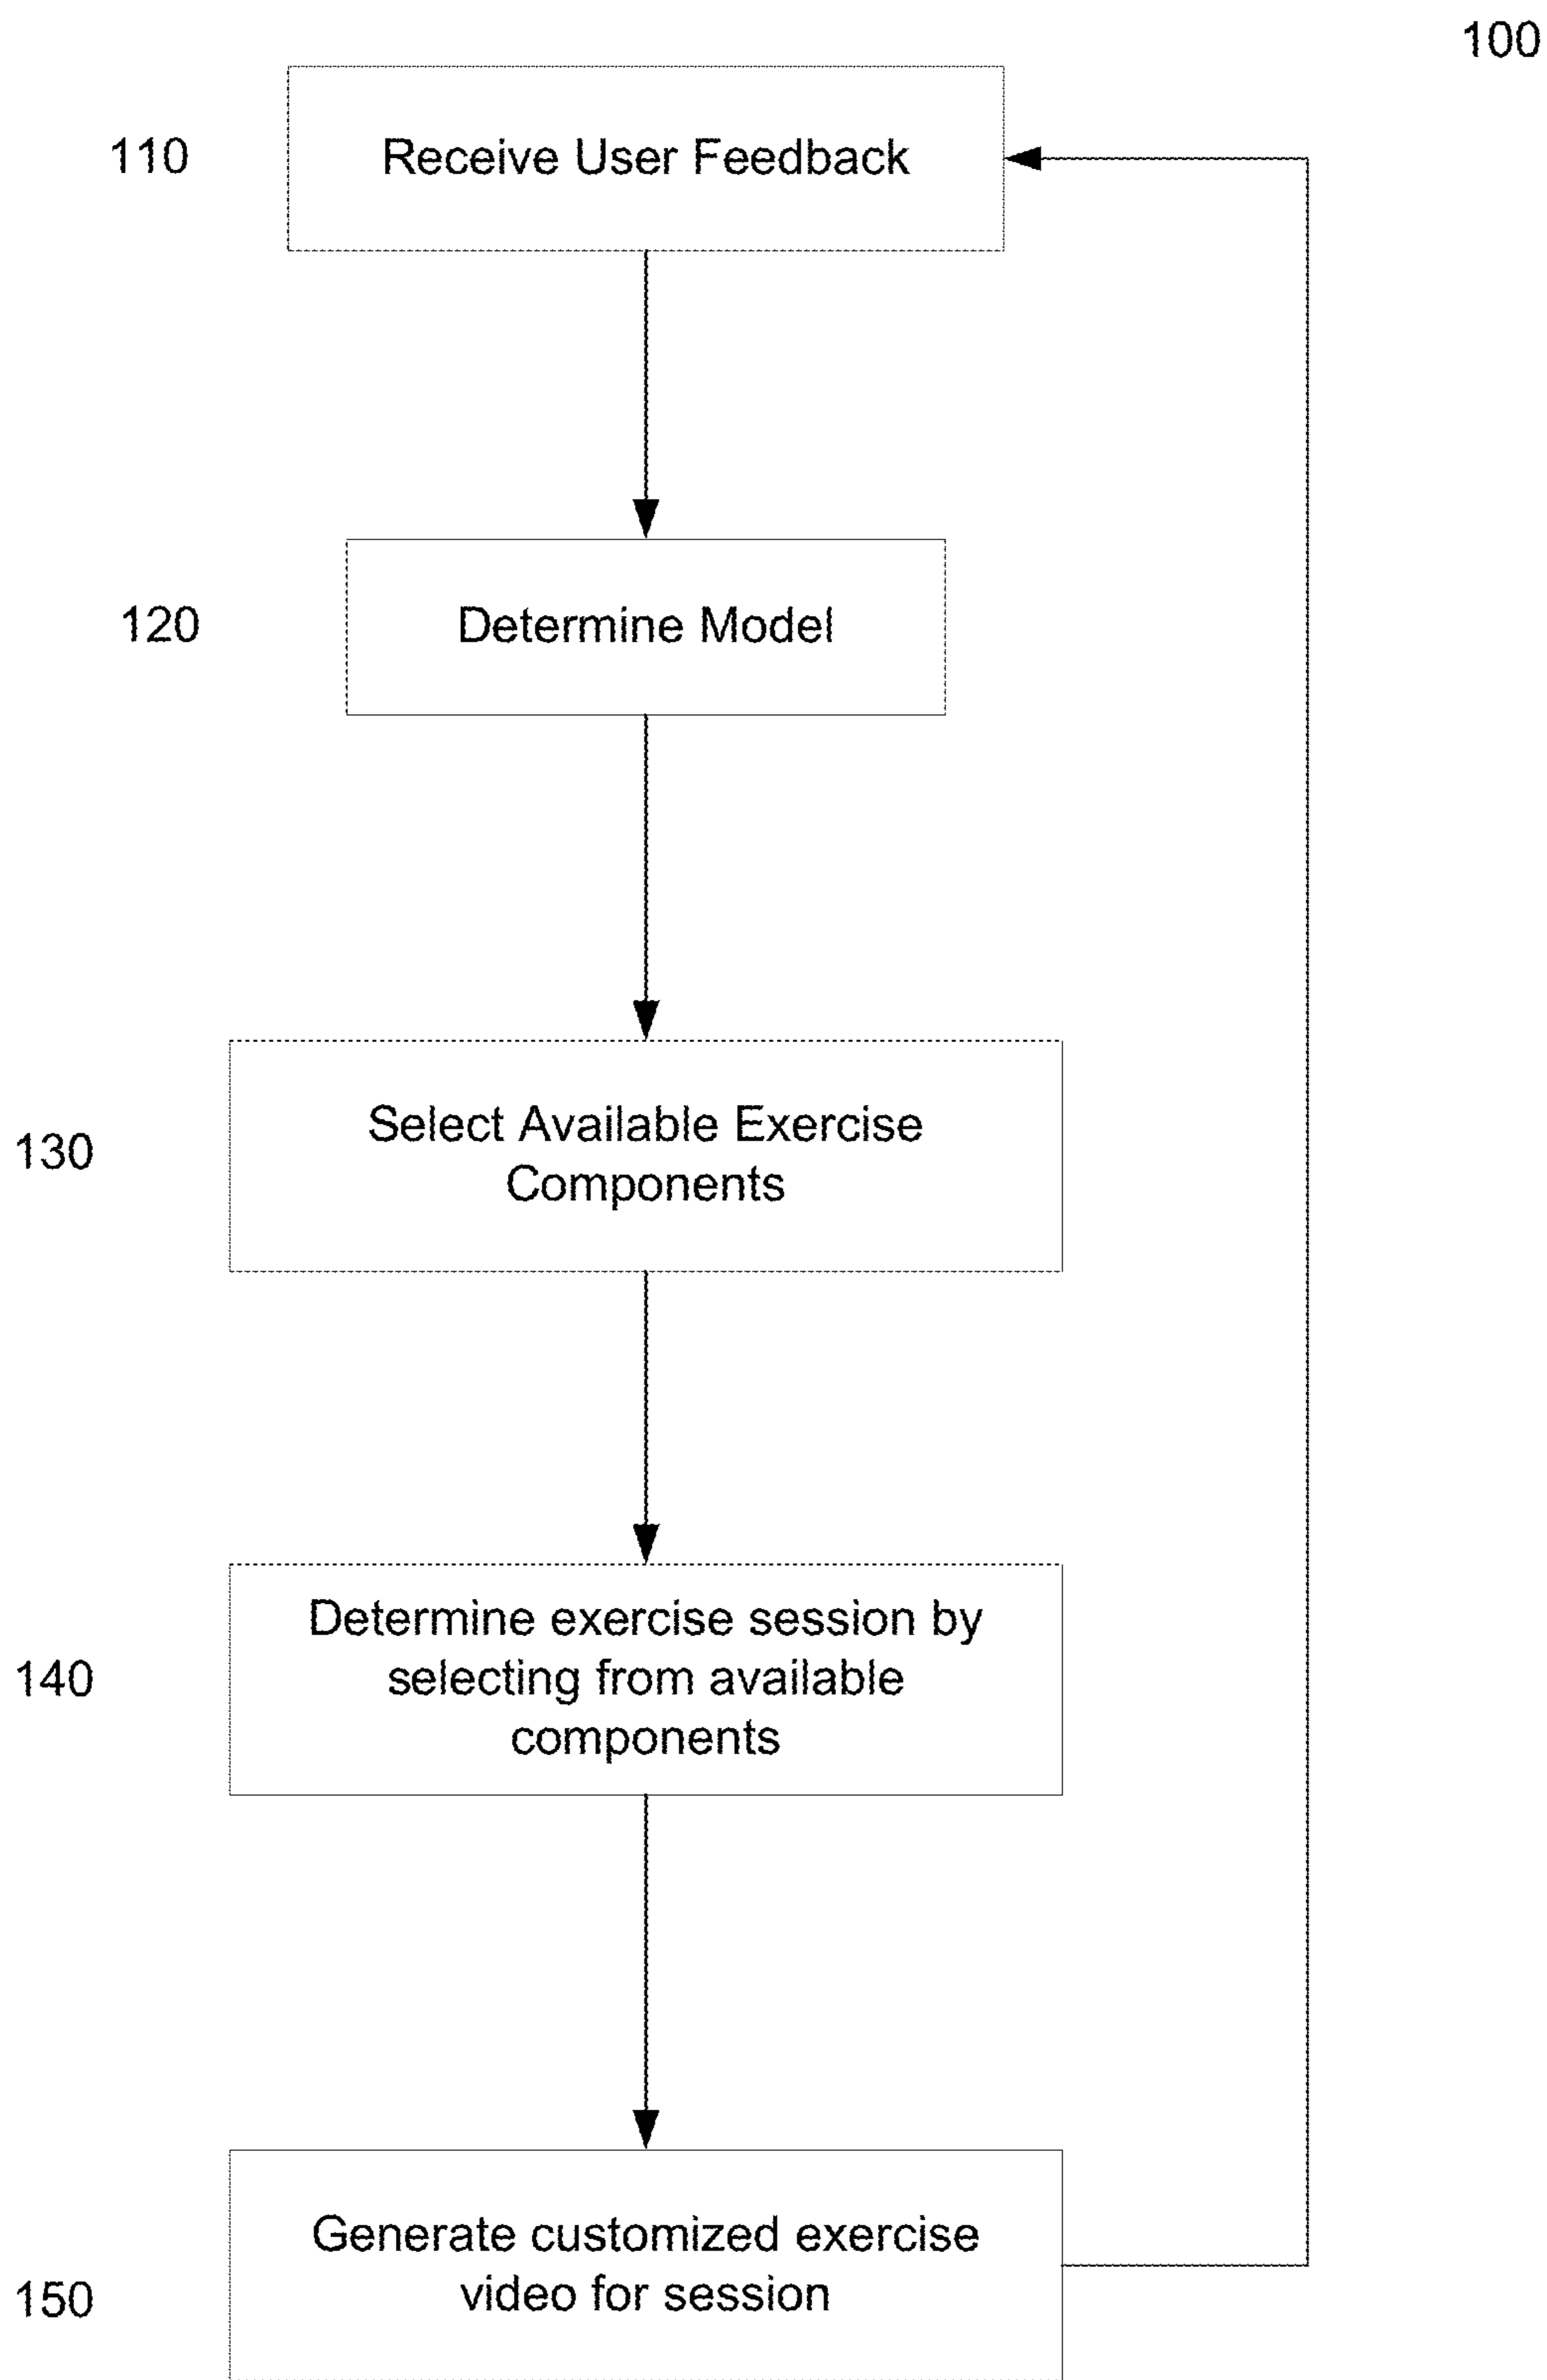 100
110
Receive User Feedback
120
Determine Model
130
Select Available Exercise
Components
140
Determine exercise session by
selecting from available
components
150
Generate customized exercise
video for session